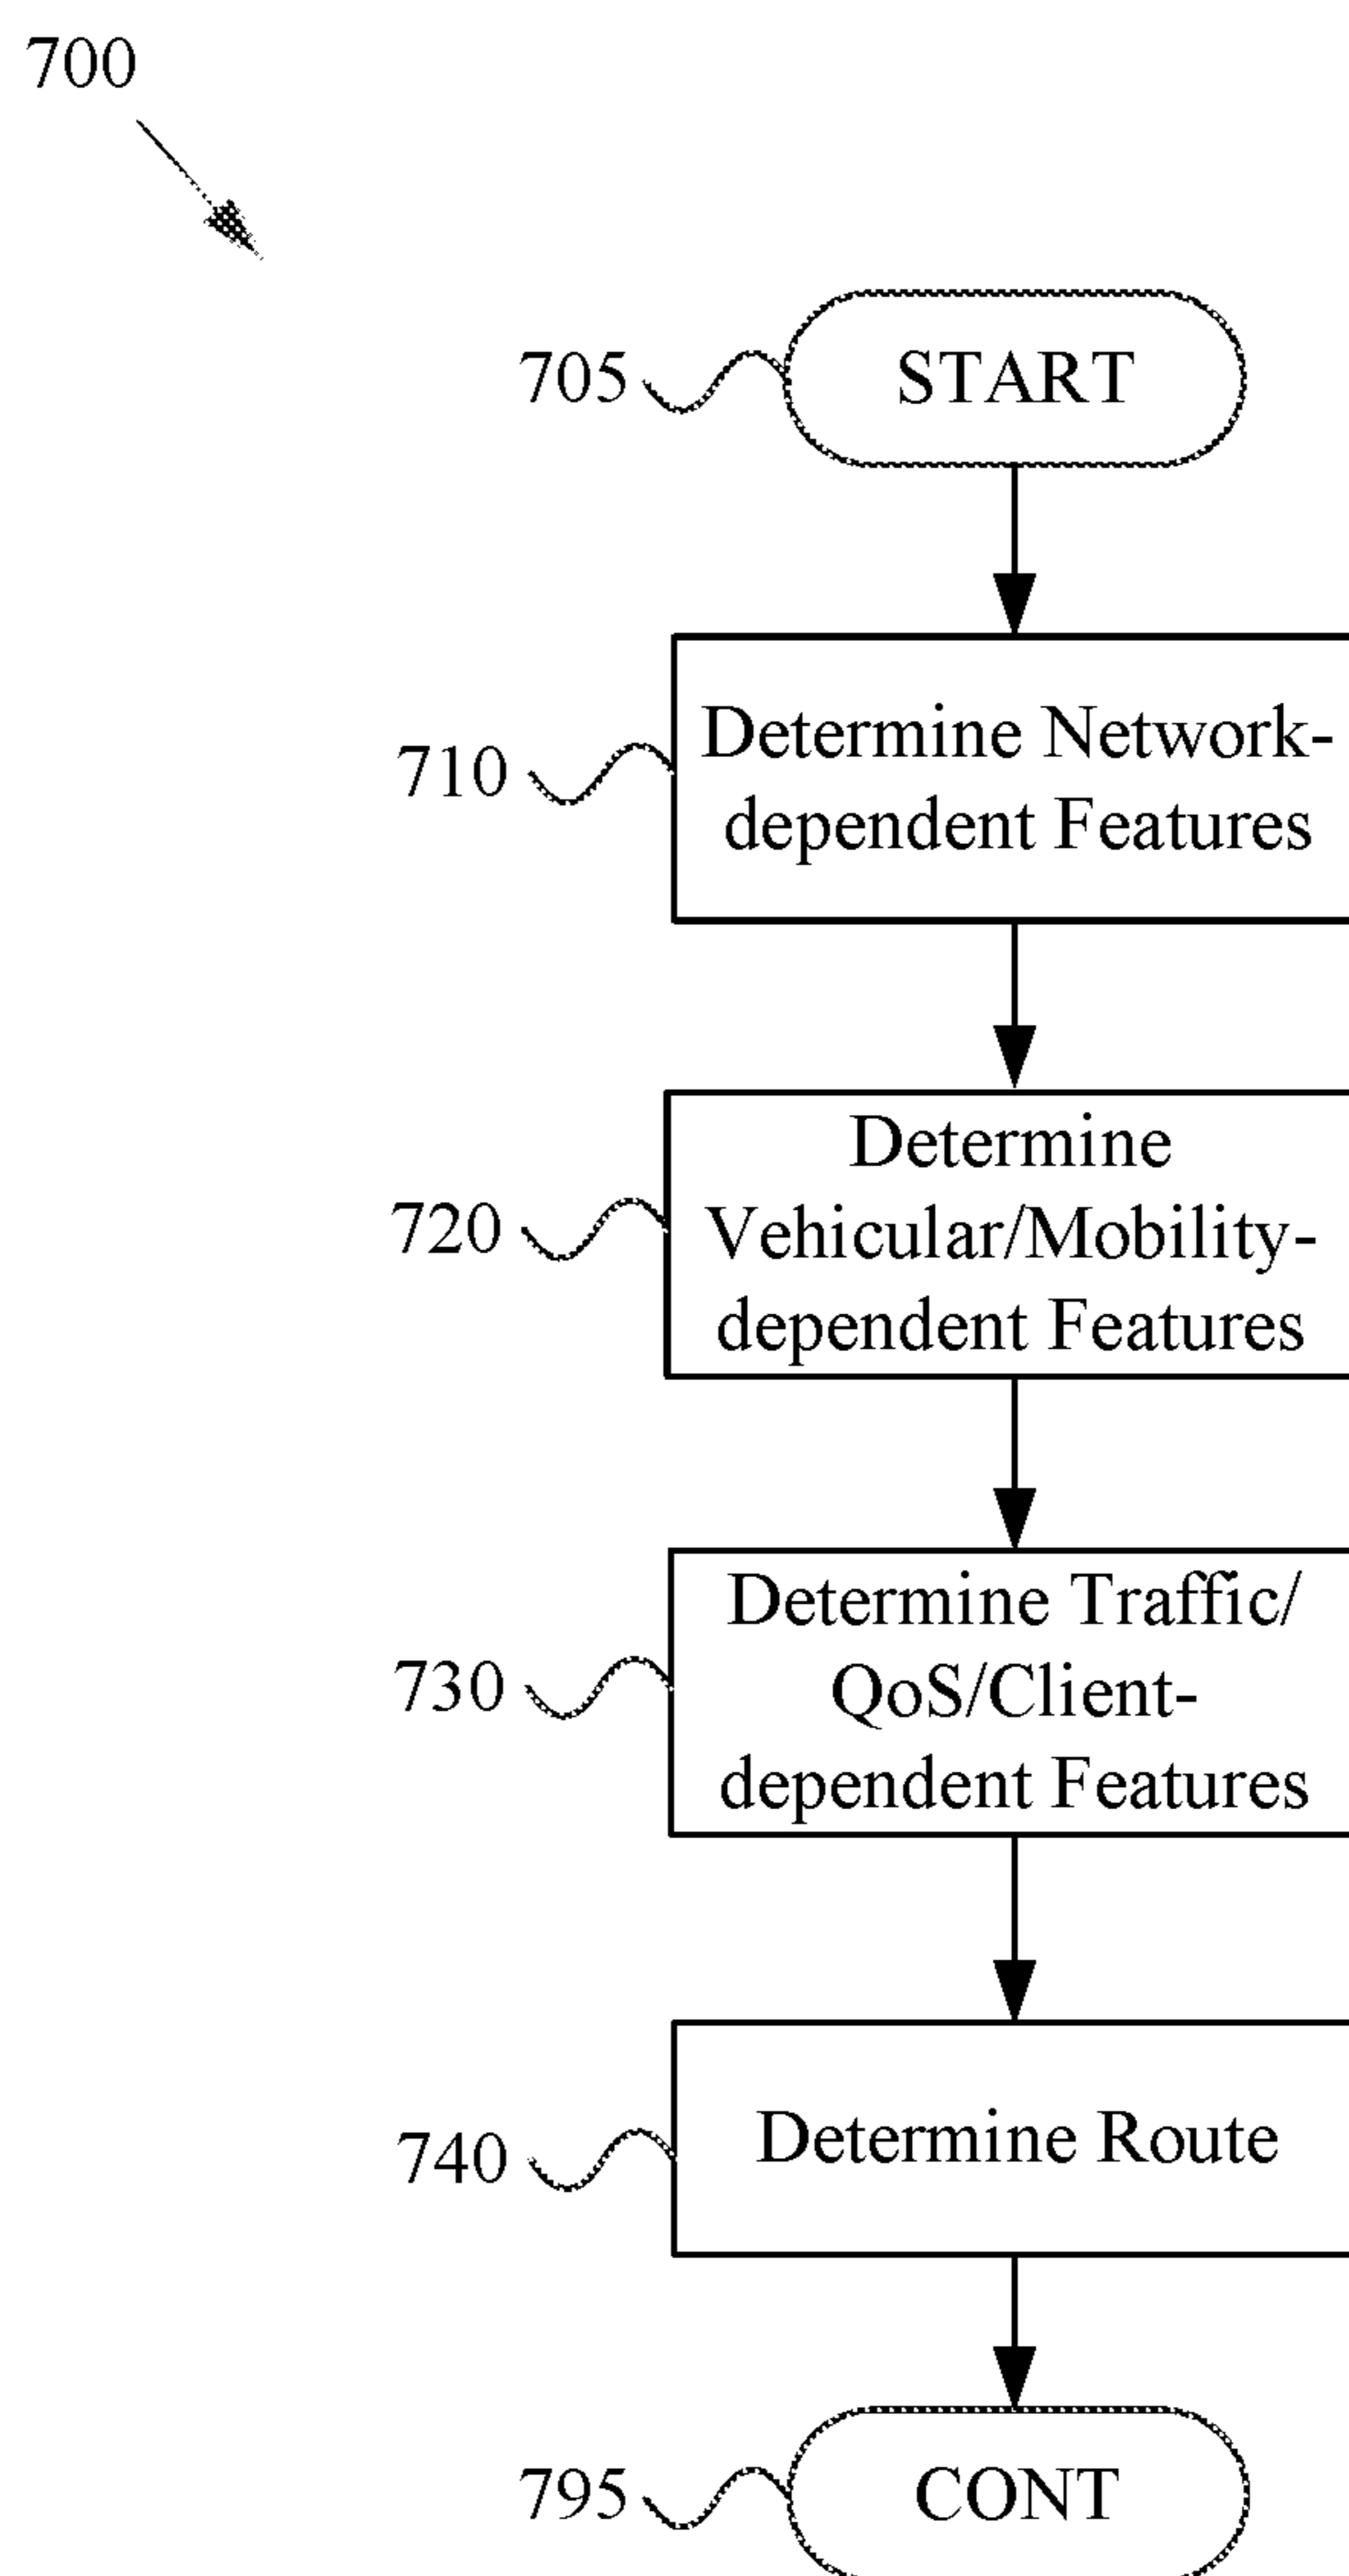 700
705
START
710
Determine Network-
dependent Features
720
Determine
Vehicular/Mobility-
dependent Features
730
Determine Traffic/
QoS/Client-
dependent Features
740
Determine Route
795
CONT